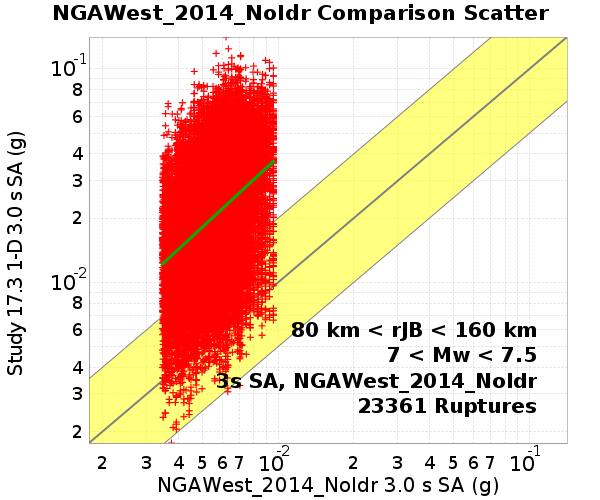 NGAWest_2014_NoIdr Comparison Scatter
Study 17.3 1-D 3.0 s SA (g)
10-1
8
6
4
3
2
10-2
8
6
4
3
2
80 km < rJB < 160 km
7 < Mw < 7.5
3s SA, NGAWest_2014_NoIdr
23361 Ruptures
2 3 4 5 6 7 10-2 2 3 4 5 6 7 10-1
NGAWest_2014_NoIdr 3.0 s SA (g)